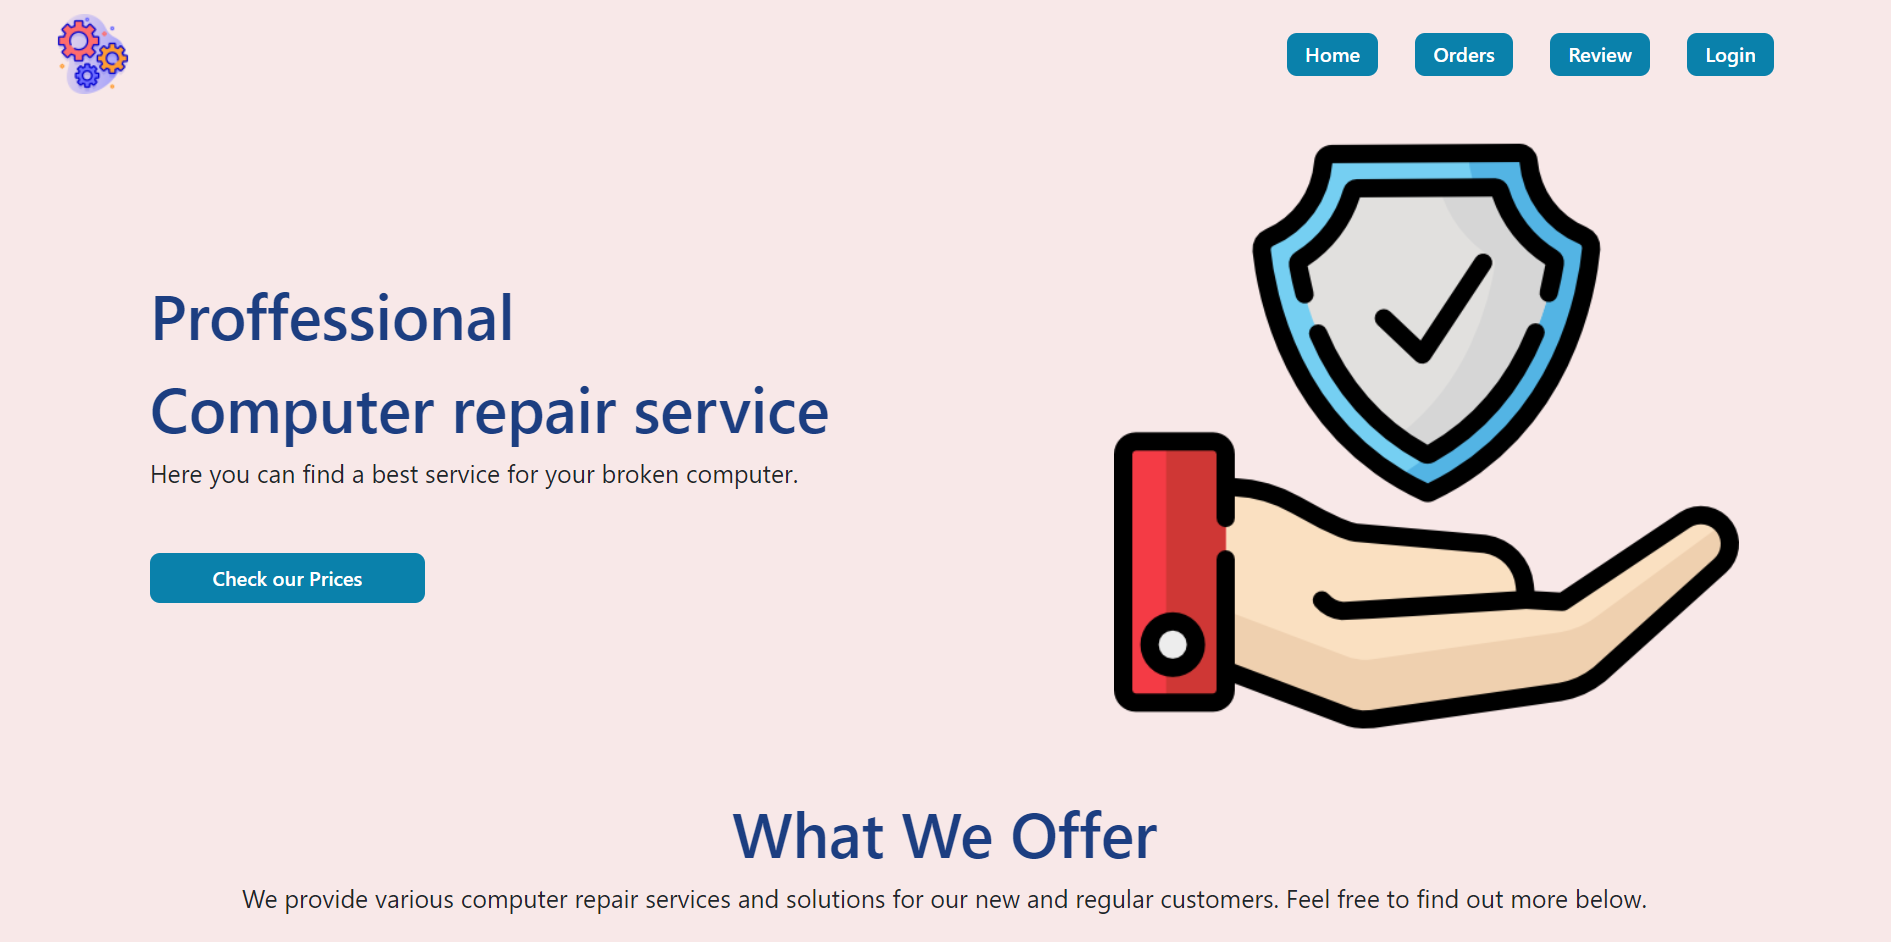 Home Orders Review Login
Proffessional
Computer repair service
Here you can find a best service for your broken computer.
Check our Prices
What We Offer
We provide various computer repair services and solutions for our new and regular customers. Feel free to find out more below.